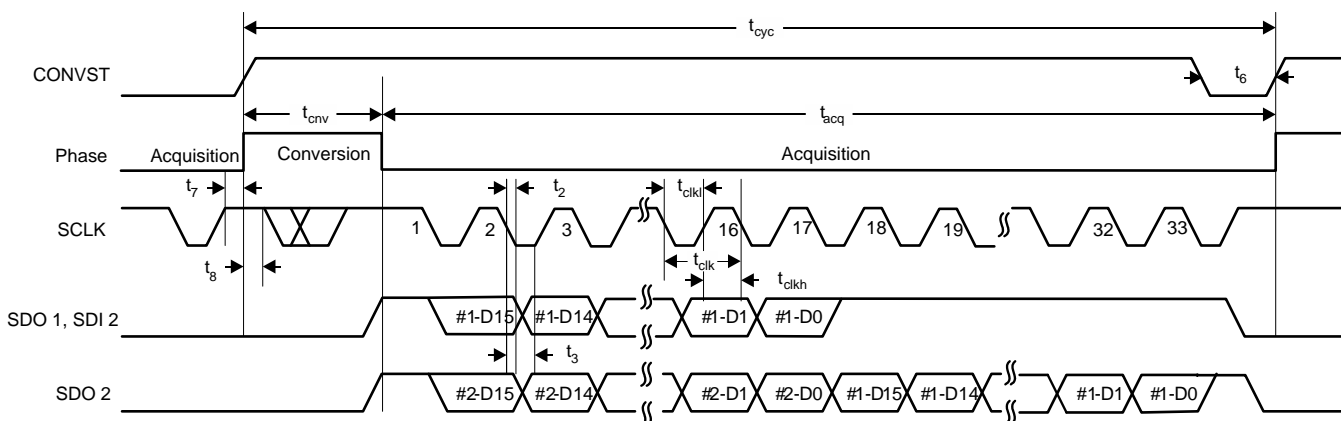 tcyc
CONVST
t6
tcnv
tacq
Phase Acquisition Conversion Acquisition
t7
t2
tclkl
SCLK 1 2 3 16 17 18 19 32 33
t8
tclk
tclkh
SDO 1, SDI 2 #1-D15 #1-D14 #1-D1 #1-D0
t3
SDO 2 #2-D15 #2-D14 #2-D1 #2-D0 #1-D15 #1-D14 #1-D1 #1-D0